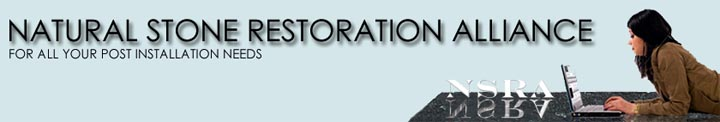 NATURAL STONE RESTORATION ALLIANCE
FOR ALL YOUR POST INSTALLATION NEEDS
NSRA